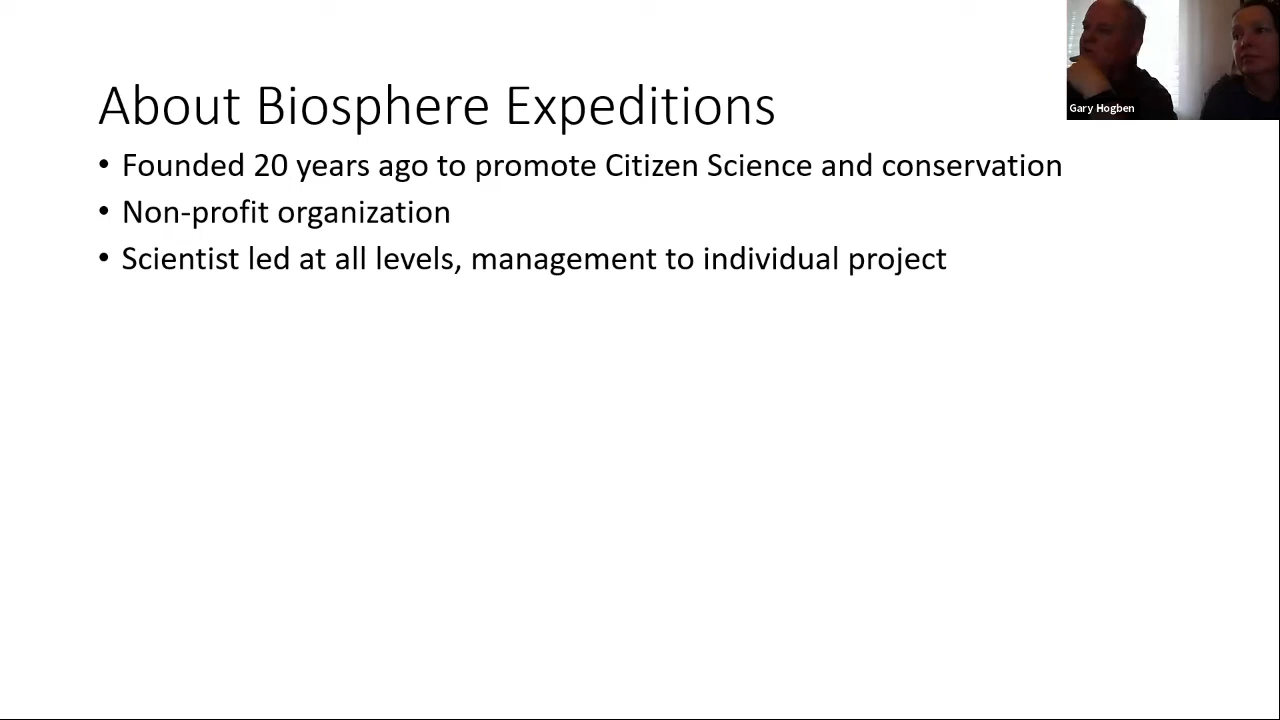 About Biosphere Expeditions
• Founded 20 years ago to promote Citizen Science and conservation
• Non-profit organization
• Scientist led at all levels, management to individual project
Gary Hogben